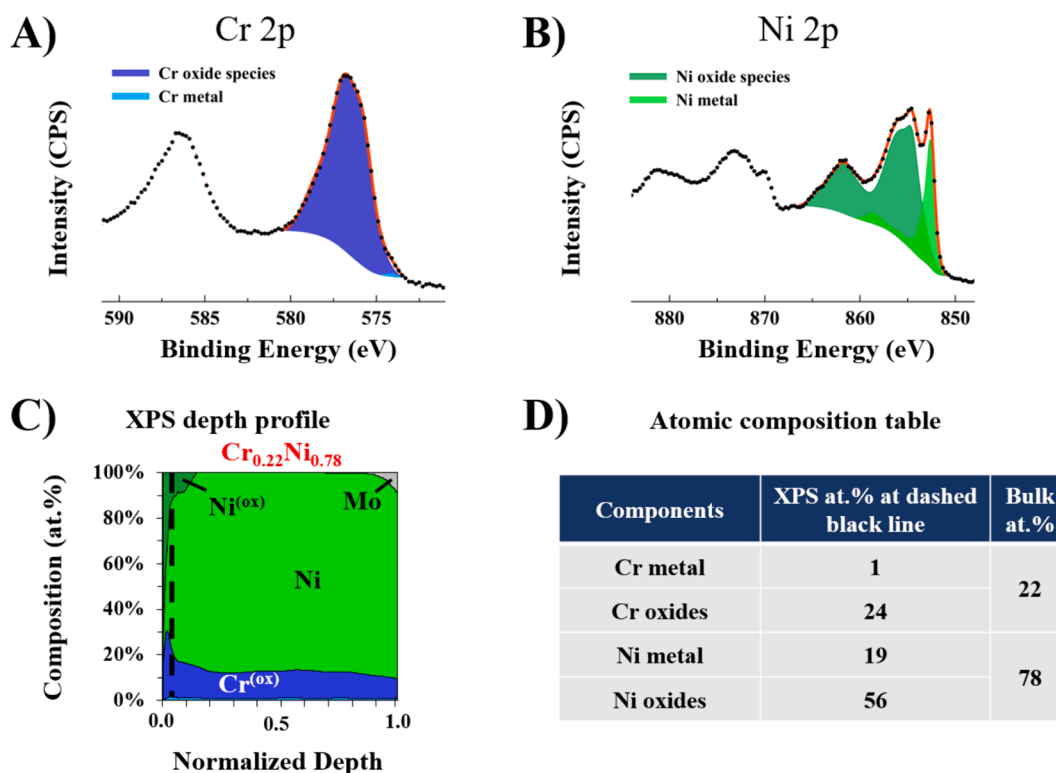 A)
Cr 2p
Cr oxide species
Cr metal
Intensity (CPS)
590
585
580
575
Binding Energy (eV)
B)
Ni 2p
Ni oxide species
Ni metal
Intensity (CPS)
880
870
860
850
Binding Energy (eV)
C)
XPS depth profile
Cr₀.₂₂Ni₀.₇₈
Composition (at.%)
100%
80%
60%
40%
20%
0%
Ni⁽ᵒˣ⁾
Mo
Ni
Cr⁽ᵒˣ⁾
0.0
0.5
1.0
Normalized Depth
D)
Atomic composition table
Components
XPS at.% at dashed
black line
Bulk
at.%
Cr metal
1
22
Cr oxides
24
Ni metal
19
78
Ni oxides
56